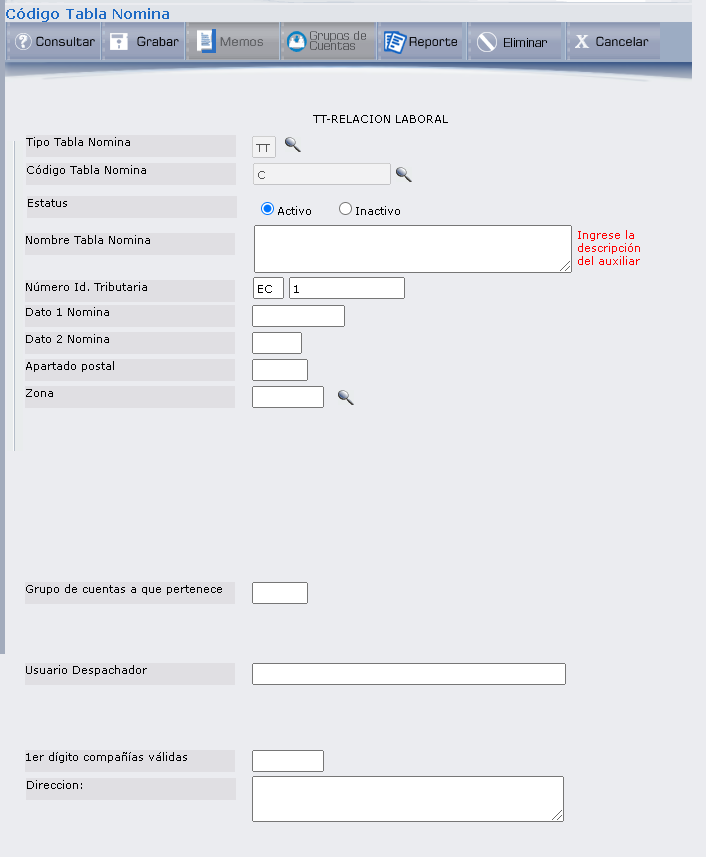 Código Tabla Nomina
Consultar Grabar Memos Grupos de Cuentas Reporte Eliminar Cancelar
TT-RELACION LABORAL
Tipo Tabla Nomina TT
Código Tabla Nomina C
Estatus Activo Inactivo
Nombre Tabla Nomina Ingrese la
descripción
del auxiliar
Número Id. Tributaria EC 1
Dato 1 Nomina
Dato 2 Nomina
Apartado postal
Zona
Grupo de cuentas a que pertenece
Usuario Despachador
1er dígito compañías válidas
Direccion: